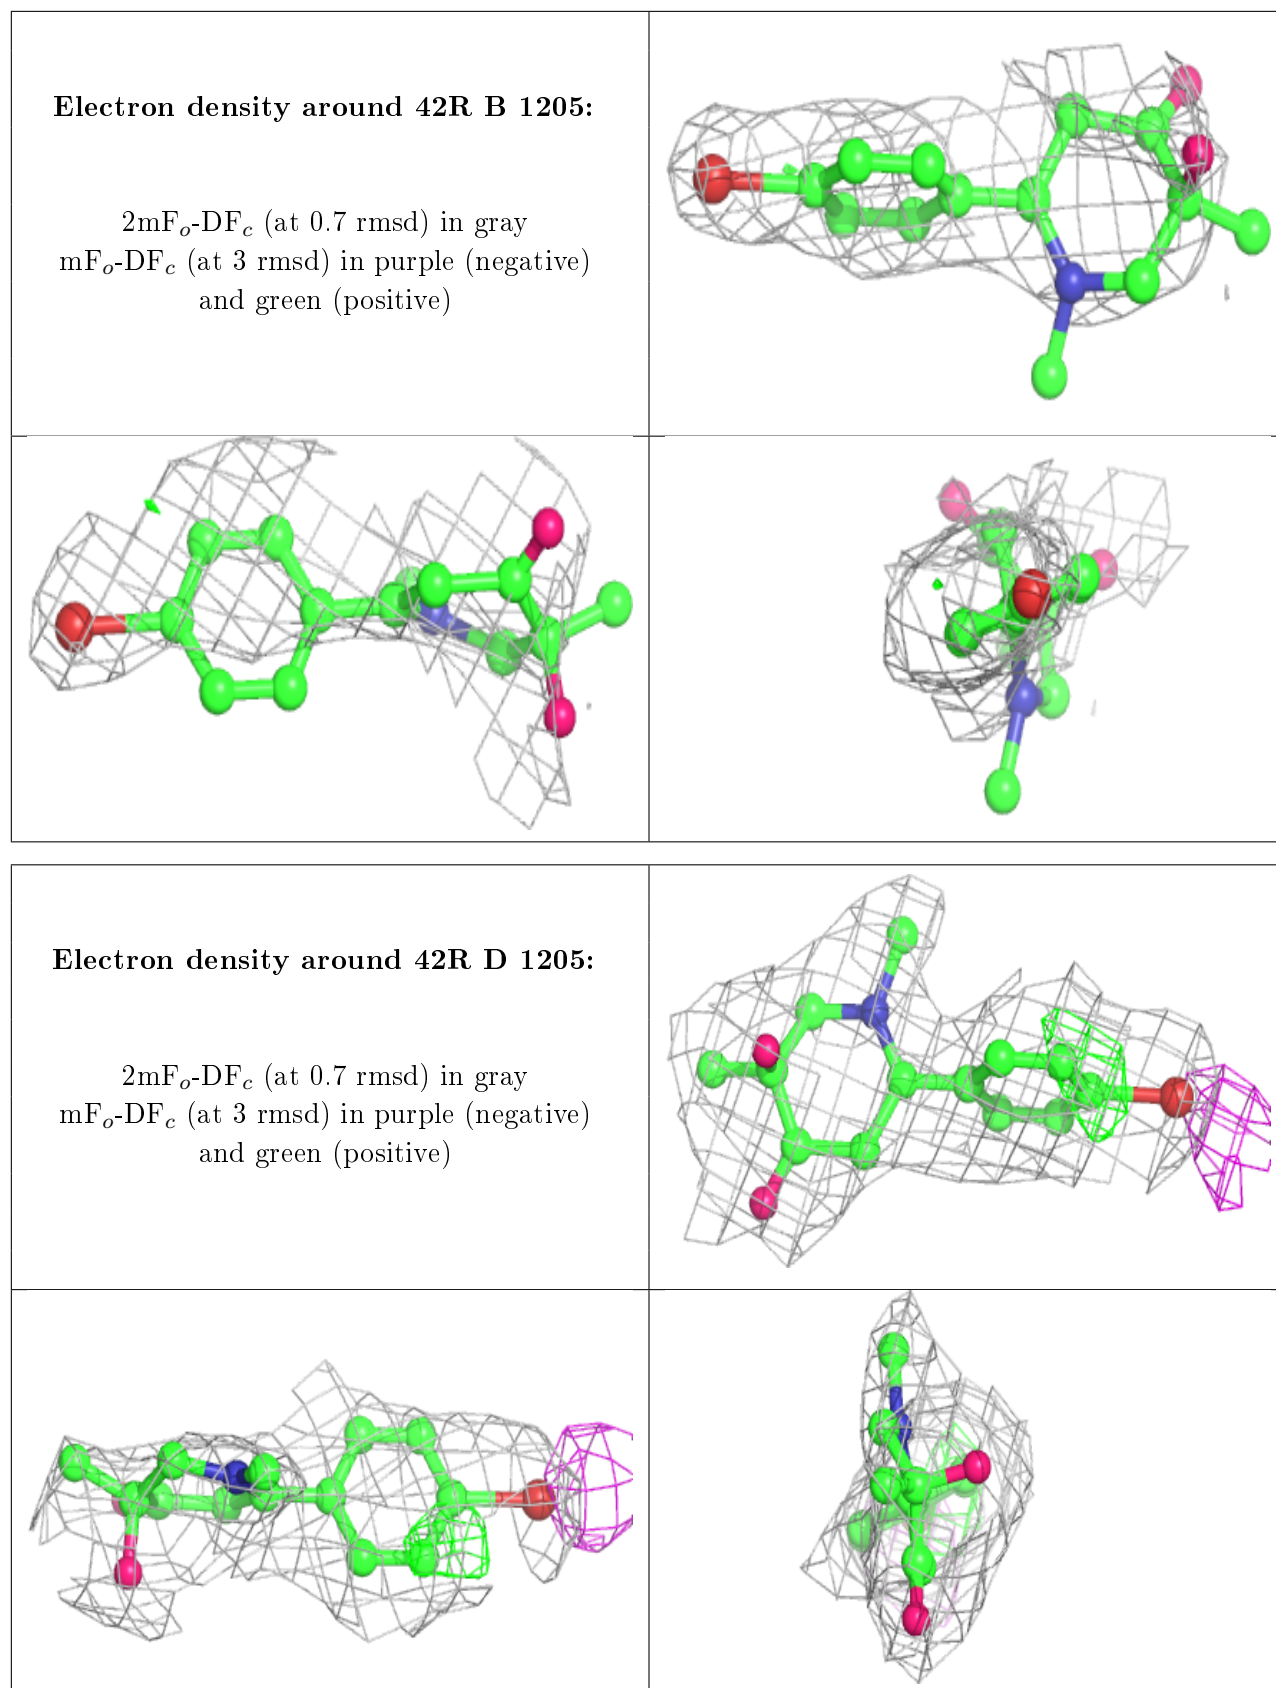 Electron density around 42R B 1205:
2mFo-DFc (at 0.7 rmsd) in gray
mFo-DFc (at 3 rmsd) in purple (negative)
and green (positive)
Electron density around 42R D 1205:
2mFo-DFc (at 0.7 rmsd) in gray
mFo-DFc (at 3 rmsd) in purple (negative)
and green (positive)